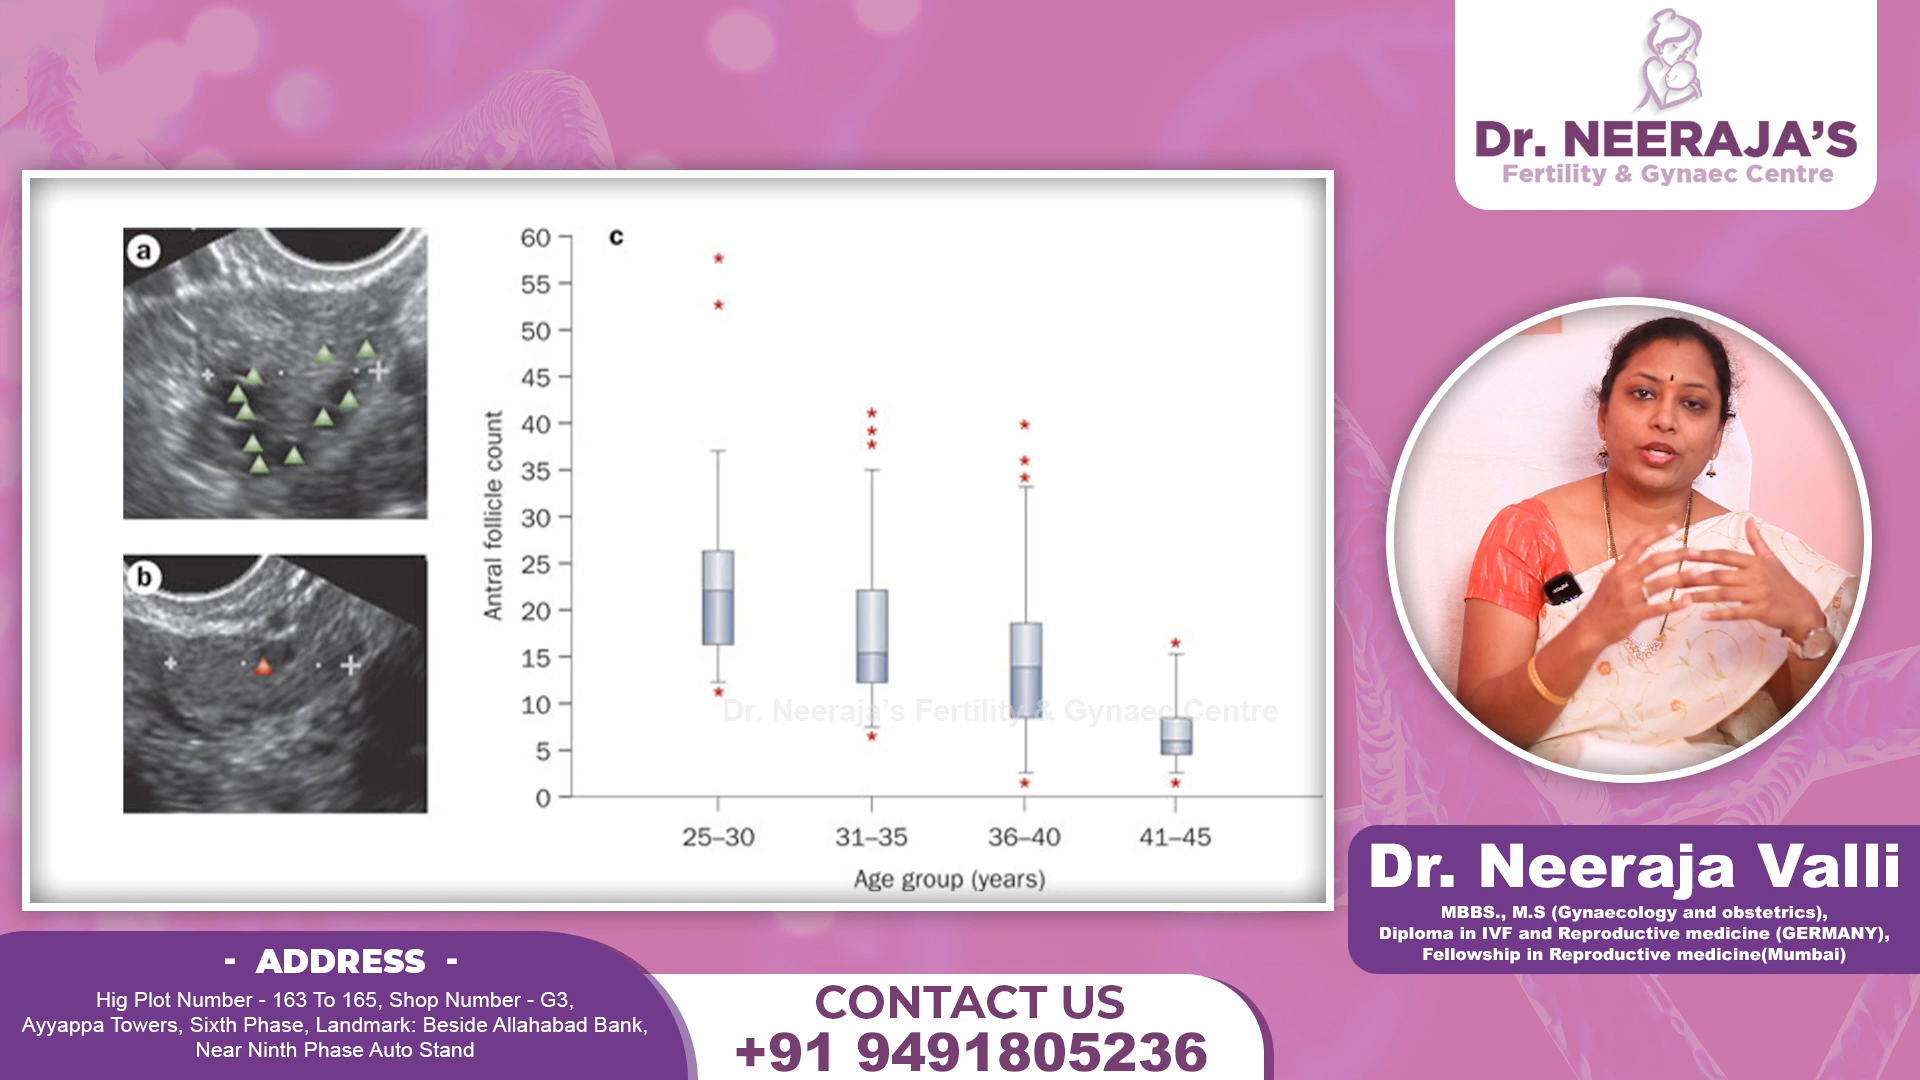 Dr. NEERAJA'S
Fertility & Gynaec Centre
a
b
c
60
55
50
45
40
35
30
25
20
15
10
5
0
Antral follicle count
25–30 31–35 36–40 41–45
Age group (years)
Dr. Neeraja's Fertility & Gynaec Centre
Dr. Neeraja Valli
MBBS., M.S (Gynaecology and obstetrics),
Diploma in IVF and Reproductive medicine (GERMANY),
Fellowship in Reproductive medicine(Mumbai)
- ADDRESS -
Hig Plot Number - 163 To 165, Shop Number - G3,
Ayyappa Towers, Sixth Phase, Landmark: Beside Allahabad Bank,
Near Ninth Phase Auto Stand
CONTACT US
+91 9491805236